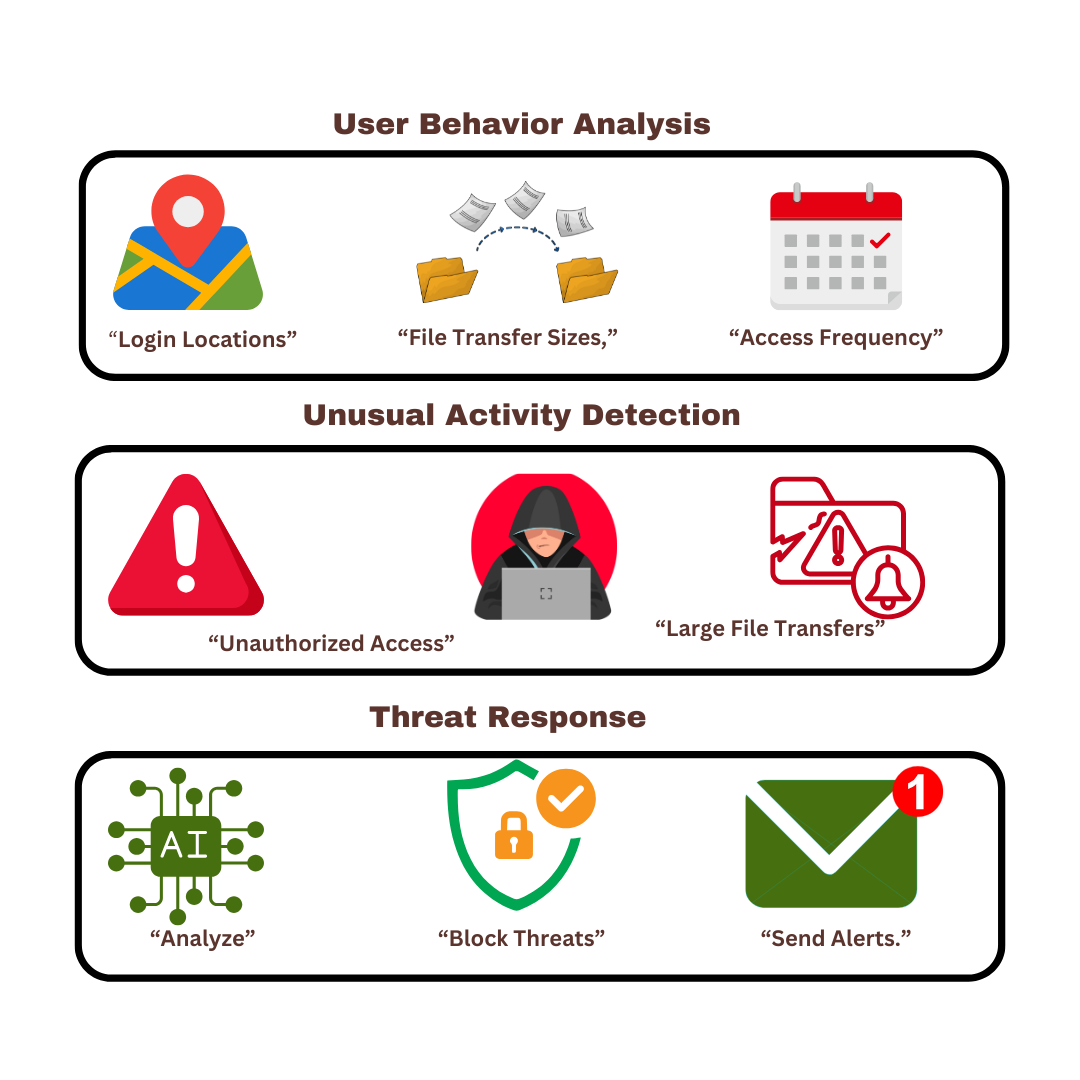 User Behavior Analysis
“Login Locations”
“File Transfer Sizes,”
“Access Frequency”
Unusual Activity Detection
“Unauthorized Access”
“Large File Transfers”
Threat Response
AI
1
“Analyze”
“Block Threats”
“Send Alerts.”